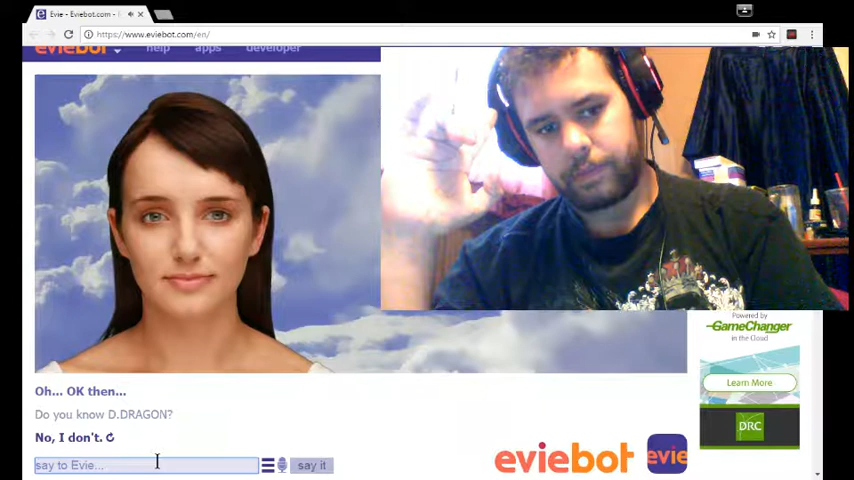 Evie - Eviebot.com -
https://www.eviebot.com/en/
eviebot
help
apps
developer
Oh... OK then...
Do you know D.DRAGON?
No, I don't.
say to Evie...
say it
eviebot
evie
Powered by
GameChanger
in the Cloud
Learn More
DRC